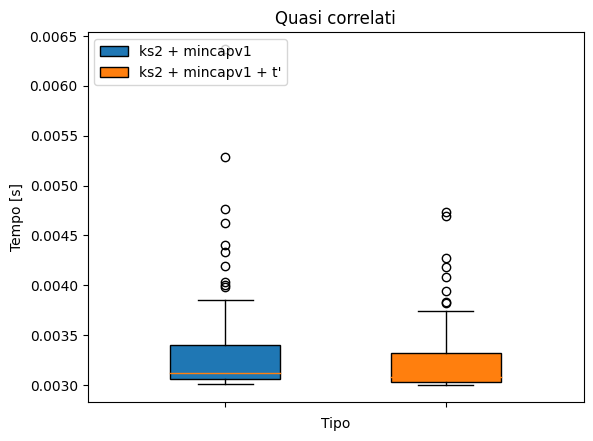 Quasi correlati
ks2 + mincapv1
ks2 + mincapv1 + t'
0.0065
0.0060
0.0055
0.0050
0.0045
0.0040
0.0035
0.0030
Tempo [s]
Tipo